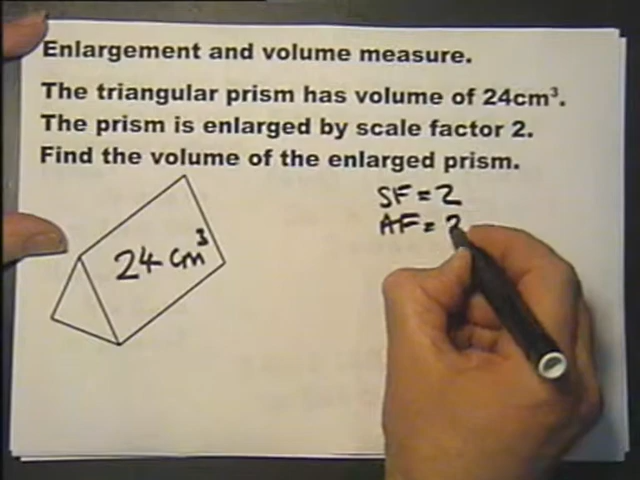 Enlargement and volume measure.
The triangular prism has volume of 24cm³.
The prism is enlarged by scale factor 2.
Find the volume of the enlarged prism.
24 cm³
SF = 2
AF = 2